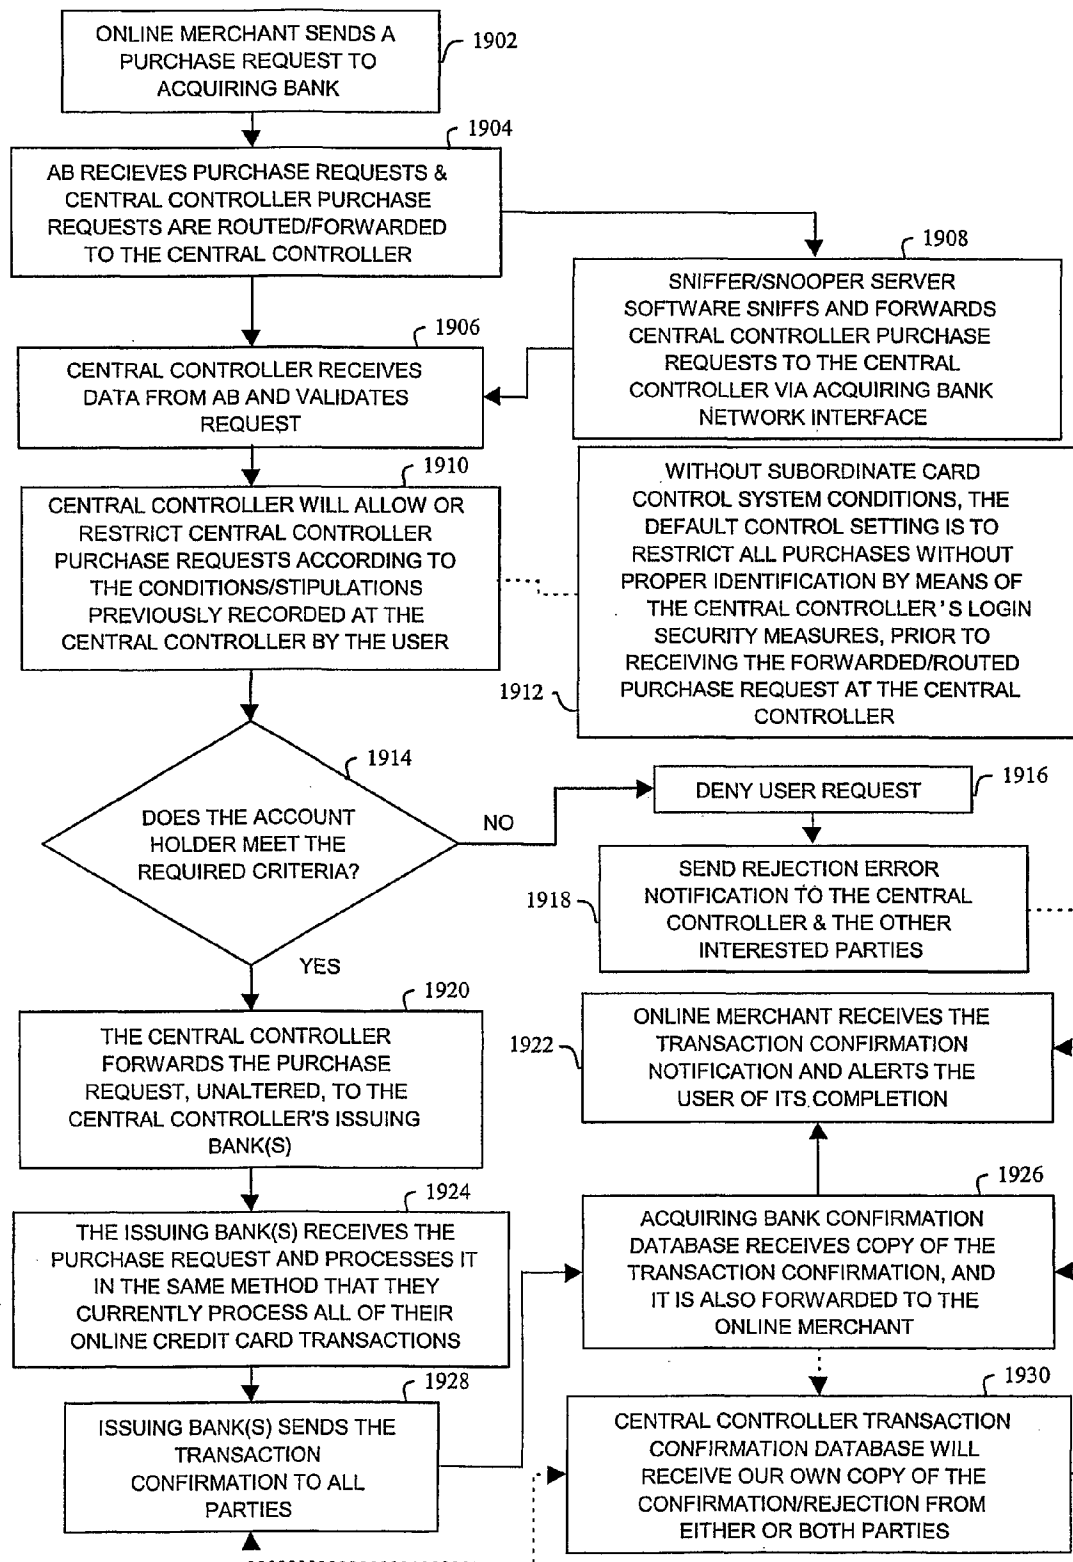 ONLINE MERCHANT SENDS A
PURCHASE REQUEST TO
ACQUIRING BANK
1902
1904
AB RECIEVES PURCHASE REQUESTS &
CENTRAL CONTROLLER PURCHASE
REQUESTS ARE ROUTED/FORWARDED
TO THE CENTRAL CONTROLLER
1908
SNIFFER/SNOOPER SERVER
SOFTWARE SNIFFS AND FORWARDS
CENTRAL CONTROLLER PURCHASE
REQUESTS TO THE CENTRAL
CONTROLLER VIA ACQUIRING BANK
NETWORK INTERFACE
1906
CENTRAL CONTROLLER RECEIVES
DATA FROM AB AND VALIDATES
REQUEST
1910
CENTRAL CONTROLLER WILL ALLOW OR
RESTRICT CENTRAL CONTROLLER
PURCHASE REQUESTS ACCORDING TO
THE CONDITIONS/STIPULATIONS
PREVIOUSLY RECORDED AT THE
CENTRAL CONTROLLER BY THE USER
WITHOUT SUBORDINATE CARD
CONTROL SYSTEM CONDITIONS, THE
DEFAULT CONTROL SETTING IS TO
RESTRICT ALL PURCHASES WITHOUT
PROPER IDENTIFICATION BY MEANS OF
THE CENTRAL CONTROLLER'S LOGIN
SECURITY MEASURES, PRIOR TO
RECEIVING THE FORWARDED/ROUTED
PURCHASE REQUEST AT THE CENTRAL
CONTROLLER
1912
1914
DOES THE ACCOUNT
HOLDER MEET THE
REQUIRED CRITERIA?
NO
YES
DENY USER REQUEST
1916
SEND REJECTION ERROR
NOTIFICATION TO THE CENTRAL
CONTROLLER & THE OTHER
INTERESTED PARTIES
1918
1920
THE CENTRAL CONTROLLER
FORWARDS THE PURCHASE
REQUEST, UNALTERED, TO THE
CENTRAL CONTROLLER'S ISSUING
BANK(S)
ONLINE MERCHANT RECEIVES THE
TRANSACTION CONFIRMATION
NOTIFICATION AND ALERTS THE
USER OF ITS COMPLETION
1922
1924
THE ISSUING BANK(S) RECEIVES THE
PURCHASE REQUEST AND PROCESSES IT
IN THE SAME METHOD THAT THEY
CURRENTLY PROCESS ALL OF THEIR
ONLINE CREDIT CARD TRANSACTIONS
1926
ACQUIRING BANK CONFIRMATION
DATABASE RECEIVES COPY OF THE
TRANSACTION CONFIRMATION, AND
IT IS ALSO FORWARDED TO THE
ONLINE MERCHANT
1928
ISSUING BANK(S) SENDS THE
TRANSACTION
CONFIRMATION TO ALL
PARTIES
1930
CENTRAL CONTROLLER TRANSACTION
CONFIRMATION DATABASE WILL
RECEIVE OUR OWN COPY OF THE
CONFIRMATION/REJECTION FROM
EITHER OR BOTH PARTIES